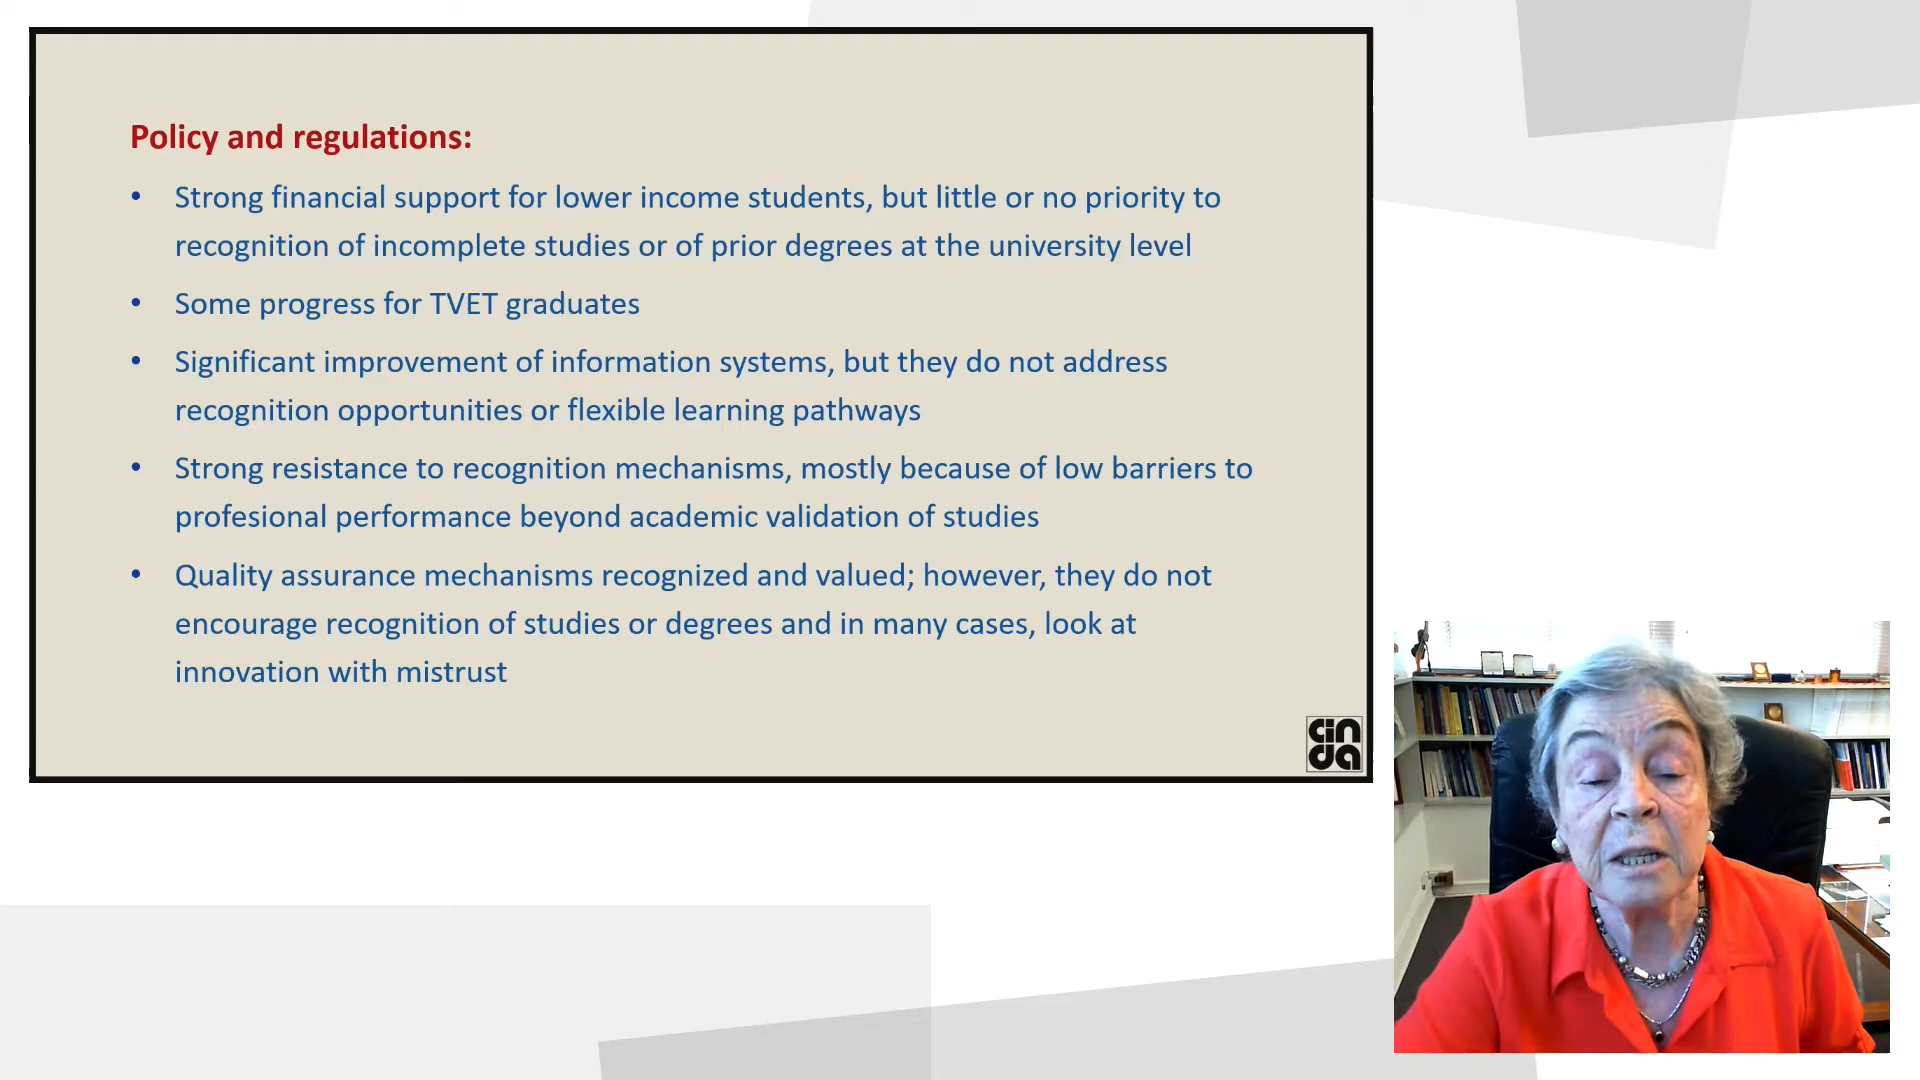 Policy and regulations:
• Strong financial support for lower income students, but little or no priority to
recognition of incomplete studies or of prior degrees at the university level
• Some progress for TVET graduates
• Significant improvement of information systems, but they do not address
recognition opportunities or flexible learning pathways
• Strong resistance to recognition mechanisms, mostly because of low barriers to
profesional performance beyond academic validation of studies
• Quality assurance mechanisms recognized and valued; however, they do not
encourage recognition of studies or degrees and in many cases, look at
innovation with mistrust
cin
da